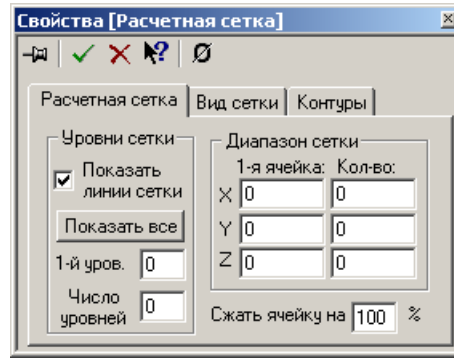 Свойства [Расчетная сетка]
Расчетная сетка Вид сетки Контуры
Уровни сетки
Показать
линии сетки
Показать все
1-й уров. 0
Число
уровней 0
Диапазон сетки
1-я ячейка: Кол-во:
X 0 0
Y 0 0
Z 0 0
Сжать ячейку на 100 %